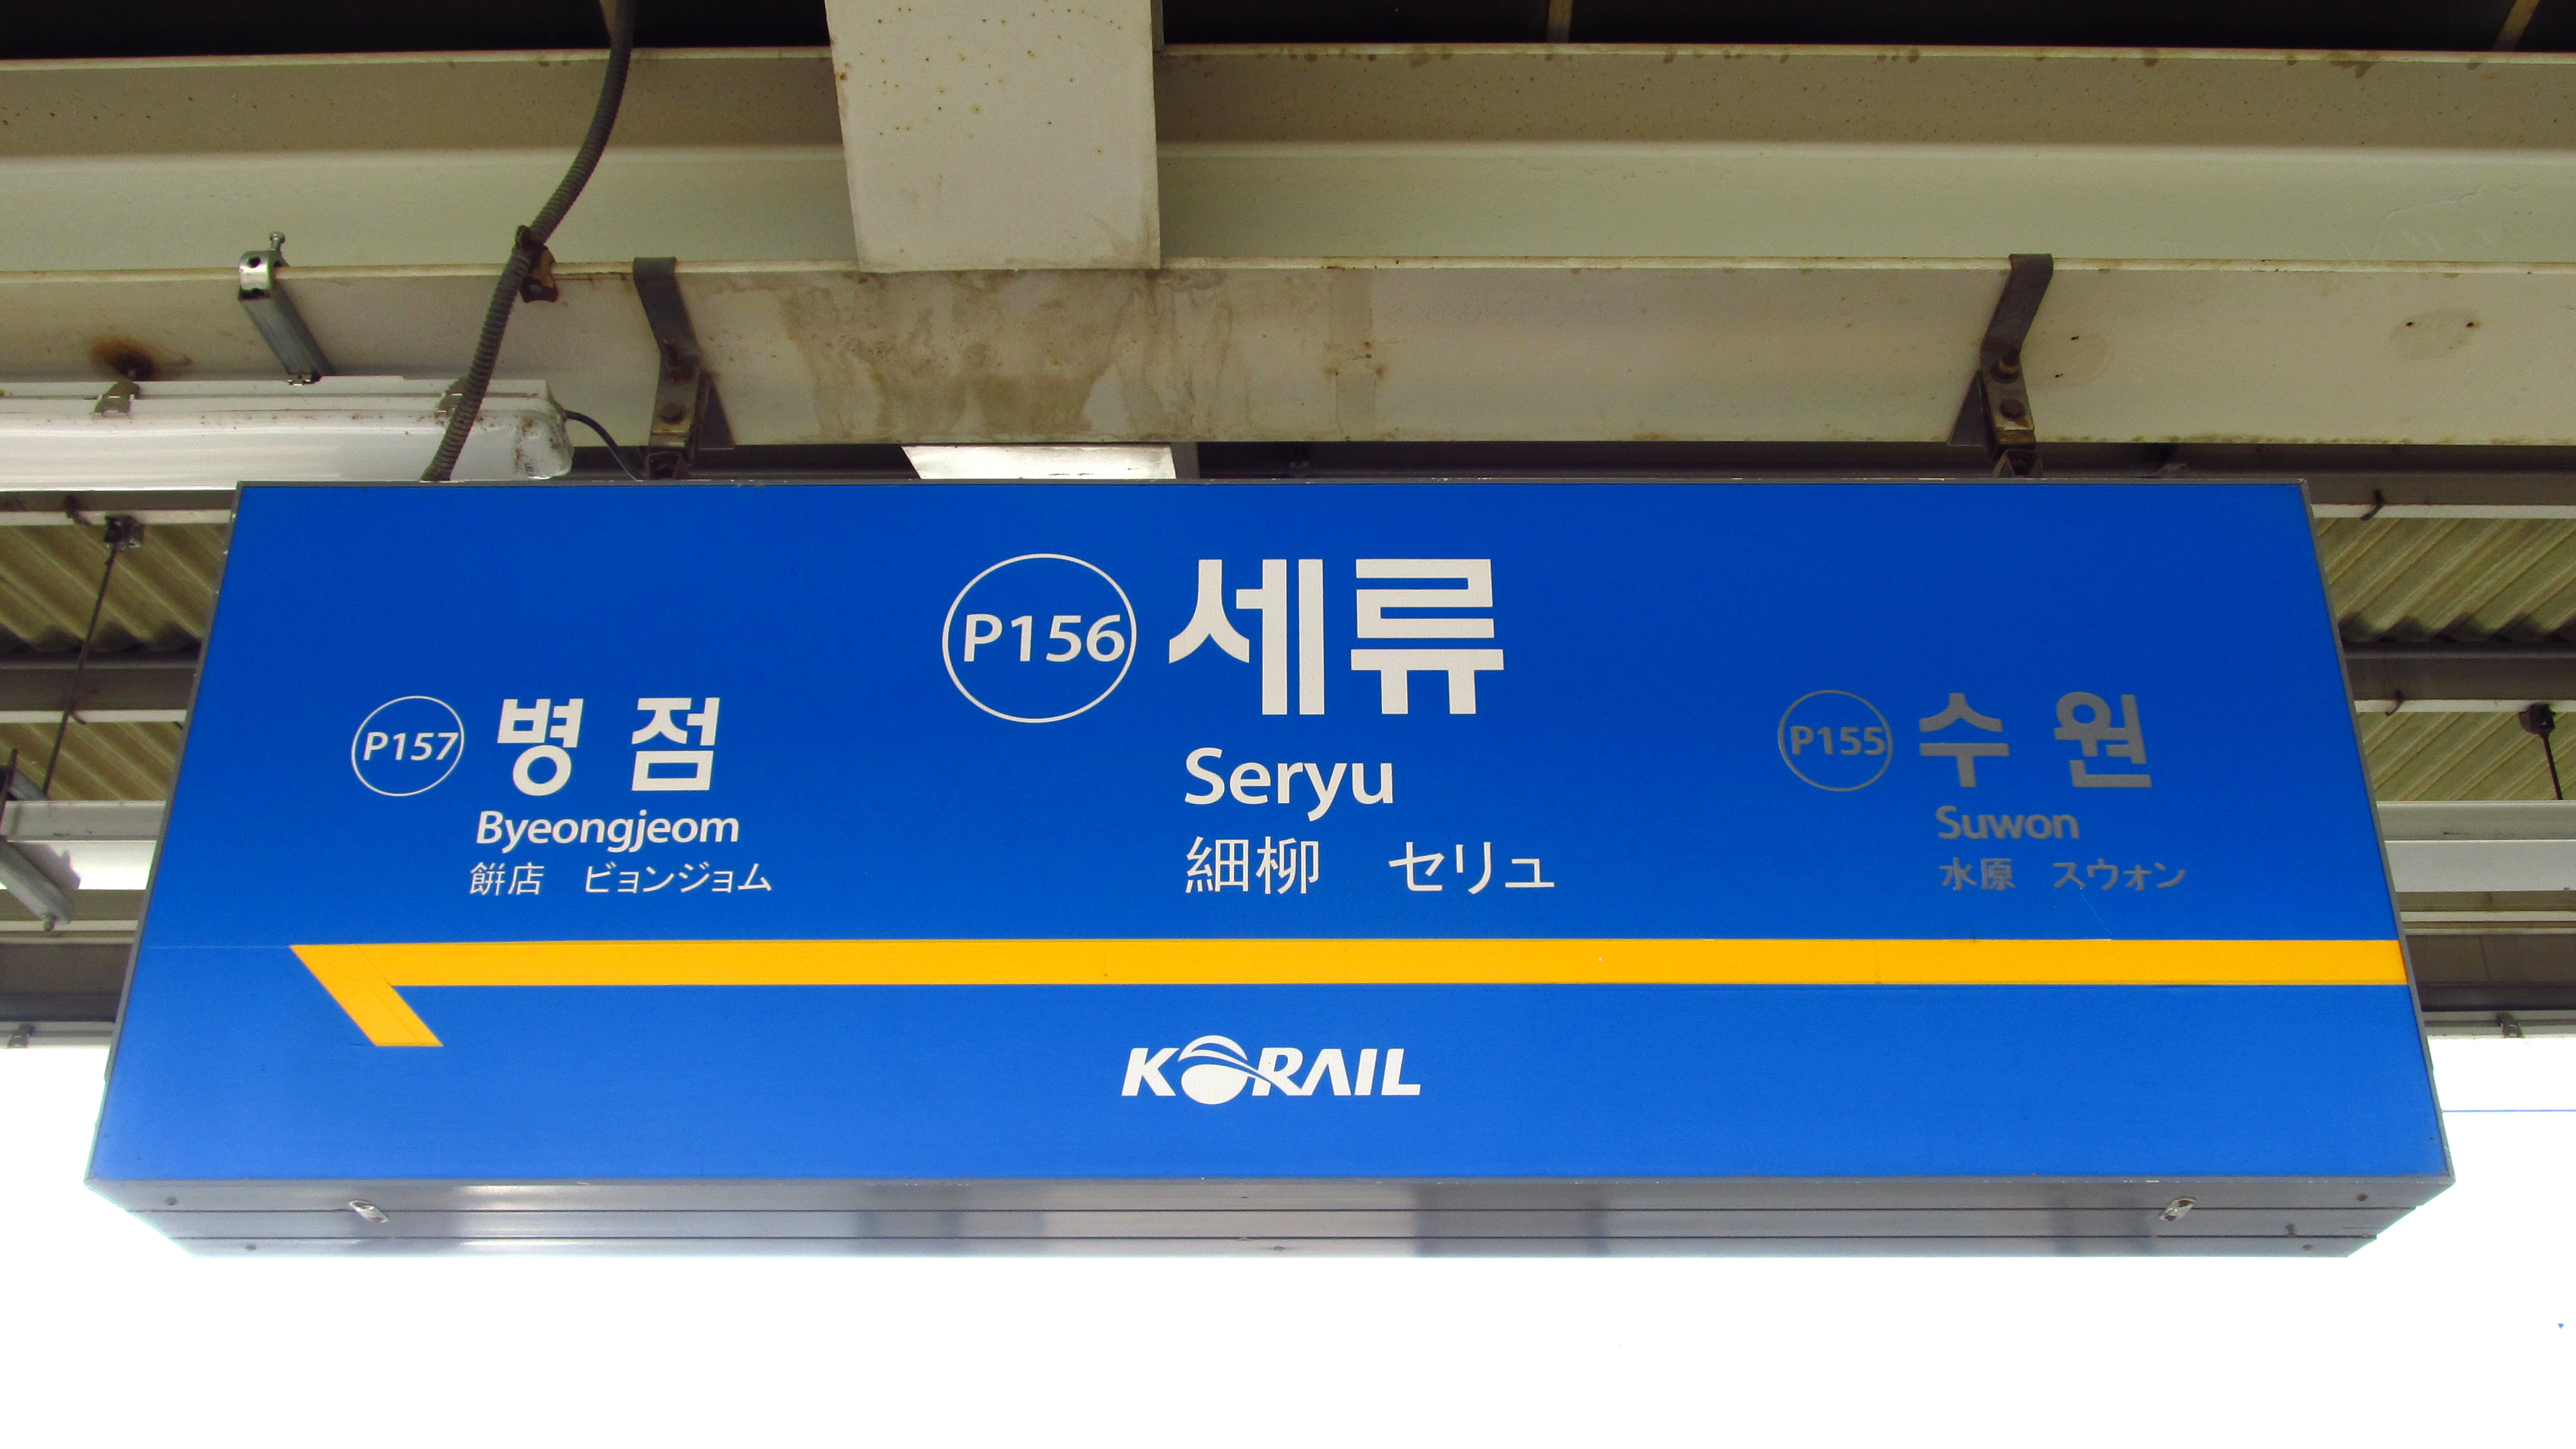 P156 세류
Seryu
細柳 セリュ
P157 병점
Byeongjeom
餠店 ビョンジョム
P155 수원
Suwon
水原 スウォン
KORAIL